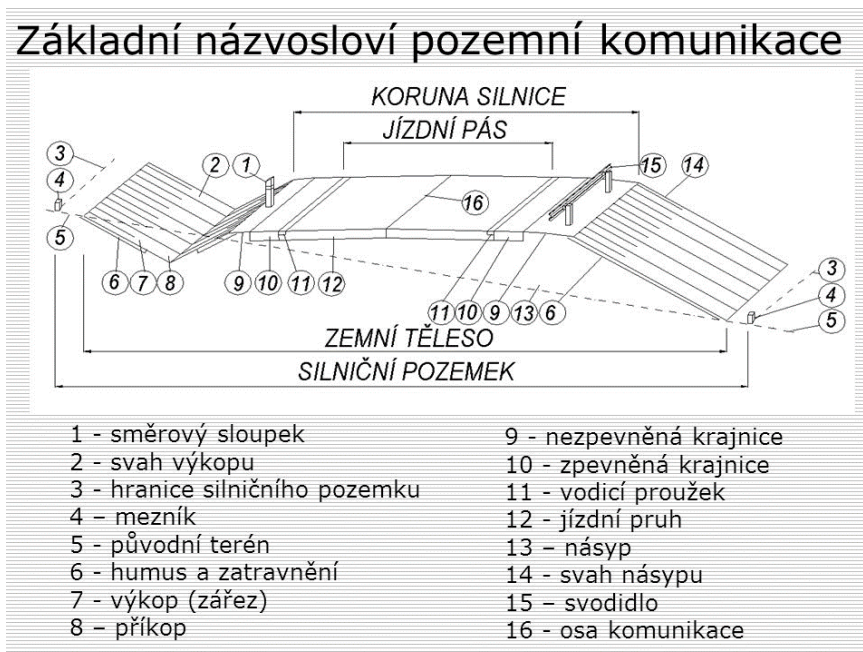 Základní názvosloví pozemní komunikace
KORUNA SILNICE
JÍZDNÍ PÁS
3
4
5
2
1
16
15
14
6
7
8
9
10
11
12
11
10
9
13
6
3
4
5
ZEMNÍ TĚLESO
SILNIČNÍ POZEMEK
1 - směrový sloupek
2 - svah výkopu
3 - hranice silničního pozemku
4 – mezník
5 - původní terén
6 - humus a zatravnění
7 - výkop (zářez)
8 – příkop
9 - nezpevněná krajnice
10 - zpevněná krajnice
11 - vodicí proužek
12 - jízdní pruh
13 – násyp
14 - svah násypu
15 – svodidlo
16 - osa komunikace